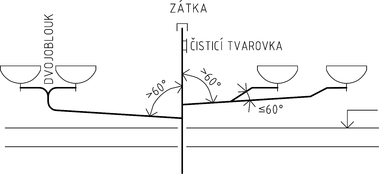 ZÁTKA
ČISTICÍ TVAROVKA
DVOJOBLOUK
>60°
>60°
≤60°